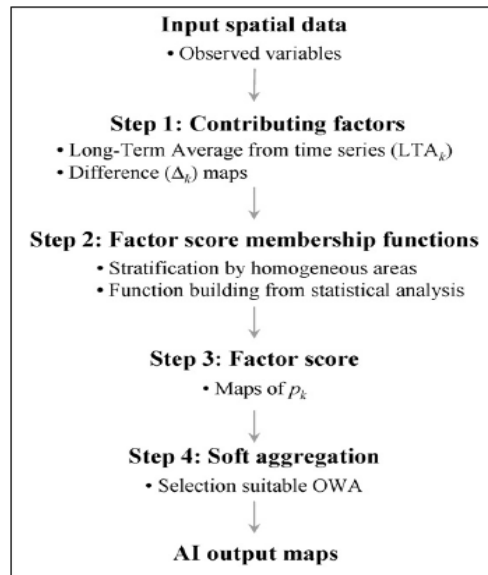 Input spatial data
• Observed variables
Step 1: Contributing factors
• Long-Term Average from time series (LTAₖ)
• Difference (Δₖ) maps
Step 2: Factor score membership functions
• Stratification by homogeneous areas
• Function building from statistical analysis
Step 3: Factor score
• Maps of pₖ
Step 4: Soft aggregation
• Selection suitable OWA
AI output maps